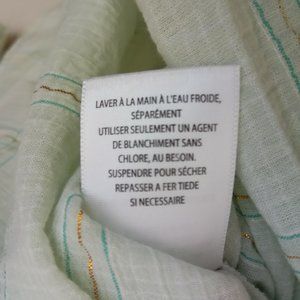 LAVER À LA MAIN À L'EAU FROIDE,
SÉPARÉMENT
UTILISER SEULEMENT UN AGENT
DE BLANCHIMENT SANS
CHLORE, AU BESOIN.
SUSPENDRE POUR SÉCHER
REPASSER A FER TIEDE
SI NECESSAIRE